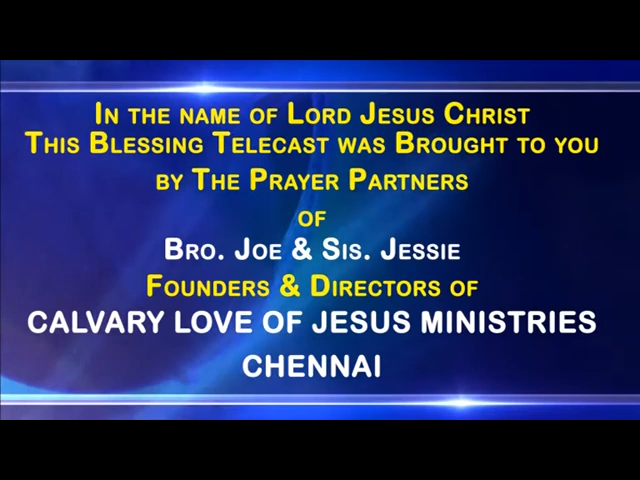 In the name of Lord Jesus Christ
This Blessing Telecast was Brought to you
by The Prayer Partners
of
Bro. Joe & Sis. Jessie
Founders & Directors of
CALVARY LOVE OF JESUS MINISTRIES
CHENNAI